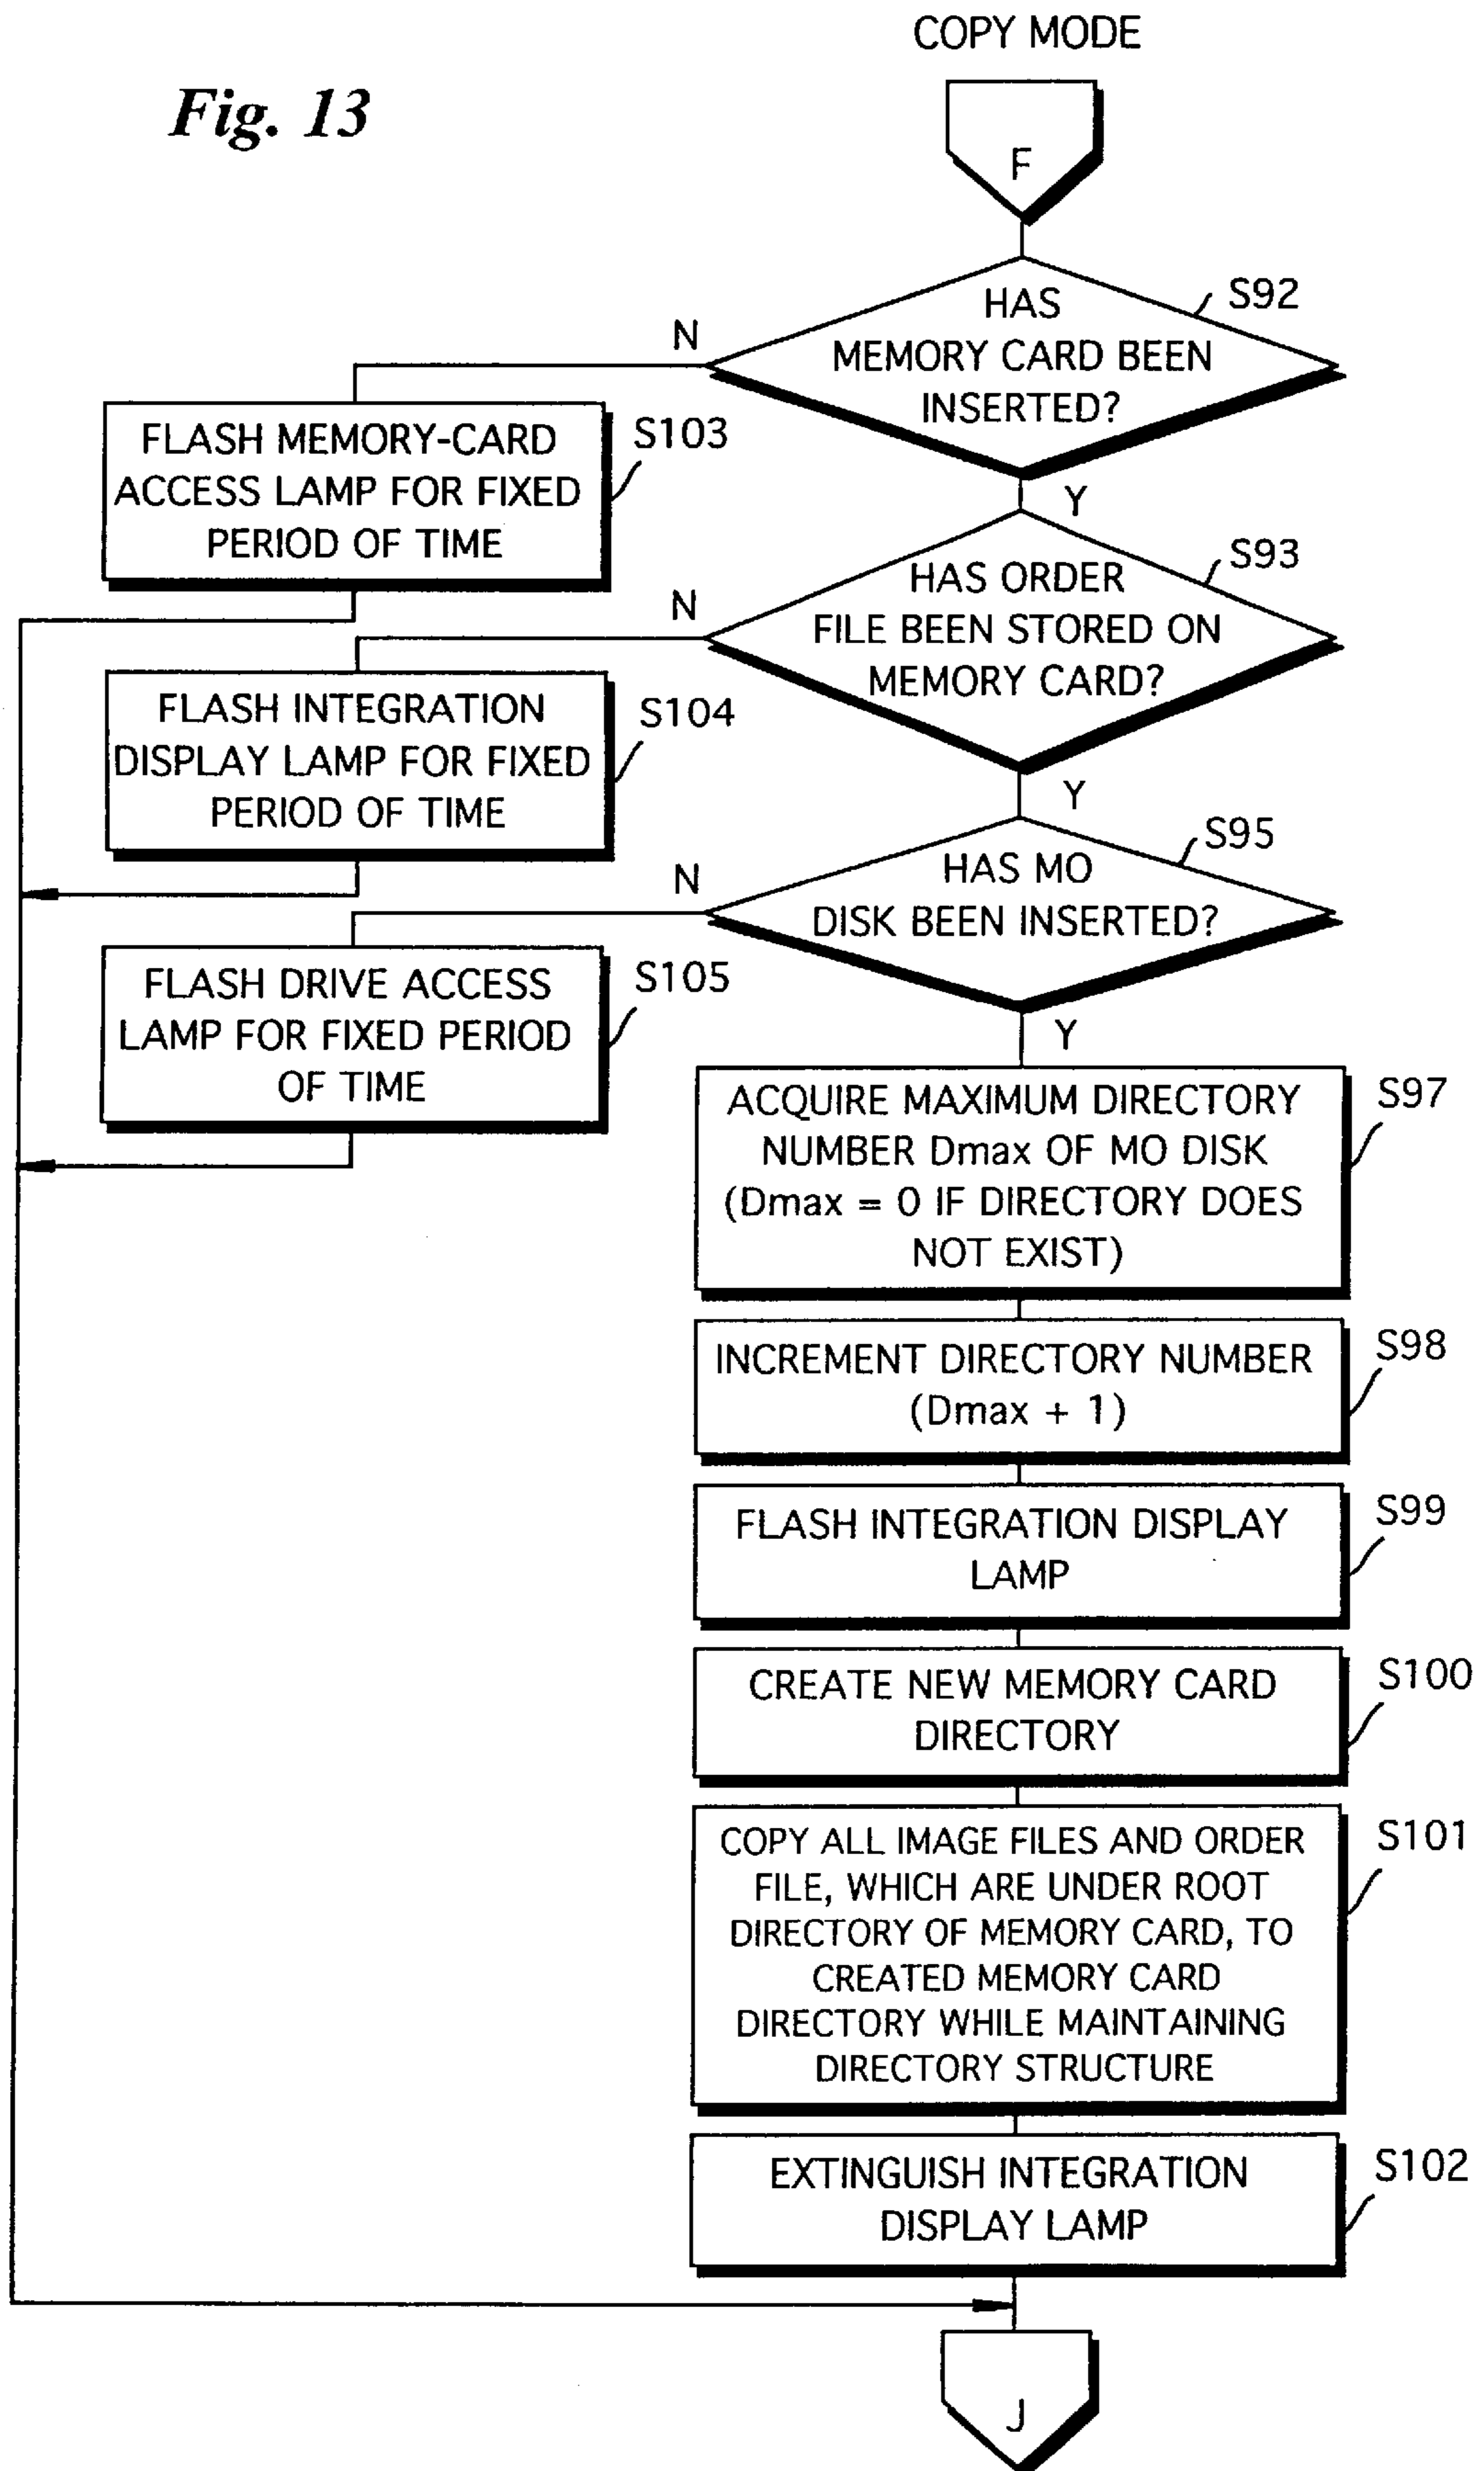 COPY MODE
Fig. 13
F
HAS
MEMORY CARD BEEN
INSERTED?
S92
N
Y
FLASH MEMORY-CARD
ACCESS LAMP FOR FIXED
PERIOD OF TIME
S103
HAS ORDER
FILE BEEN STORED ON
MEMORY CARD?
S93
N
Y
FLASH INTEGRATION
DISPLAY LAMP FOR FIXED
PERIOD OF TIME
S104
HAS MO
DISK BEEN INSERTED?
S95
N
Y
FLASH DRIVE ACCESS
LAMP FOR FIXED PERIOD
OF TIME
S105
ACQUIRE MAXIMUM DIRECTORY
NUMBER Dmax OF MO DISK
(Dmax = 0 IF DIRECTORY DOES
NOT EXIST)
S97
INCREMENT DIRECTORY NUMBER
(Dmax + 1)
S98
FLASH INTEGRATION DISPLAY
LAMP
S99
CREATE NEW MEMORY CARD
DIRECTORY
S100
COPY ALL IMAGE FILES AND ORDER
FILE, WHICH ARE UNDER ROOT
DIRECTORY OF MEMORY CARD, TO
CREATED MEMORY CARD
DIRECTORY WHILE MAINTAINING
DIRECTORY STRUCTURE
S101
EXTINGUISH INTEGRATION
DISPLAY LAMP
S102
J